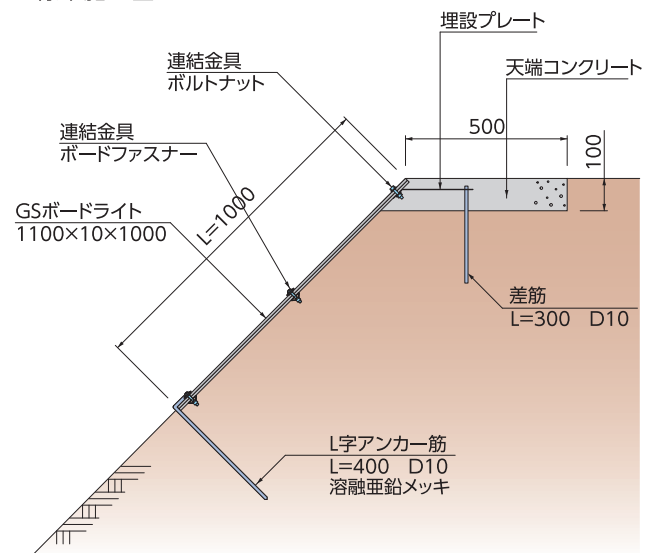 埋設プレート
連結金具
ボルトナット
天端コンクリート
500
100
連結金具
ボードファスナー
L=1000
GSボードライト
1100×10×1000
差筋
L=300 D10
L字アンカー筋
L=400 D10
溶融亜鉛メッキ